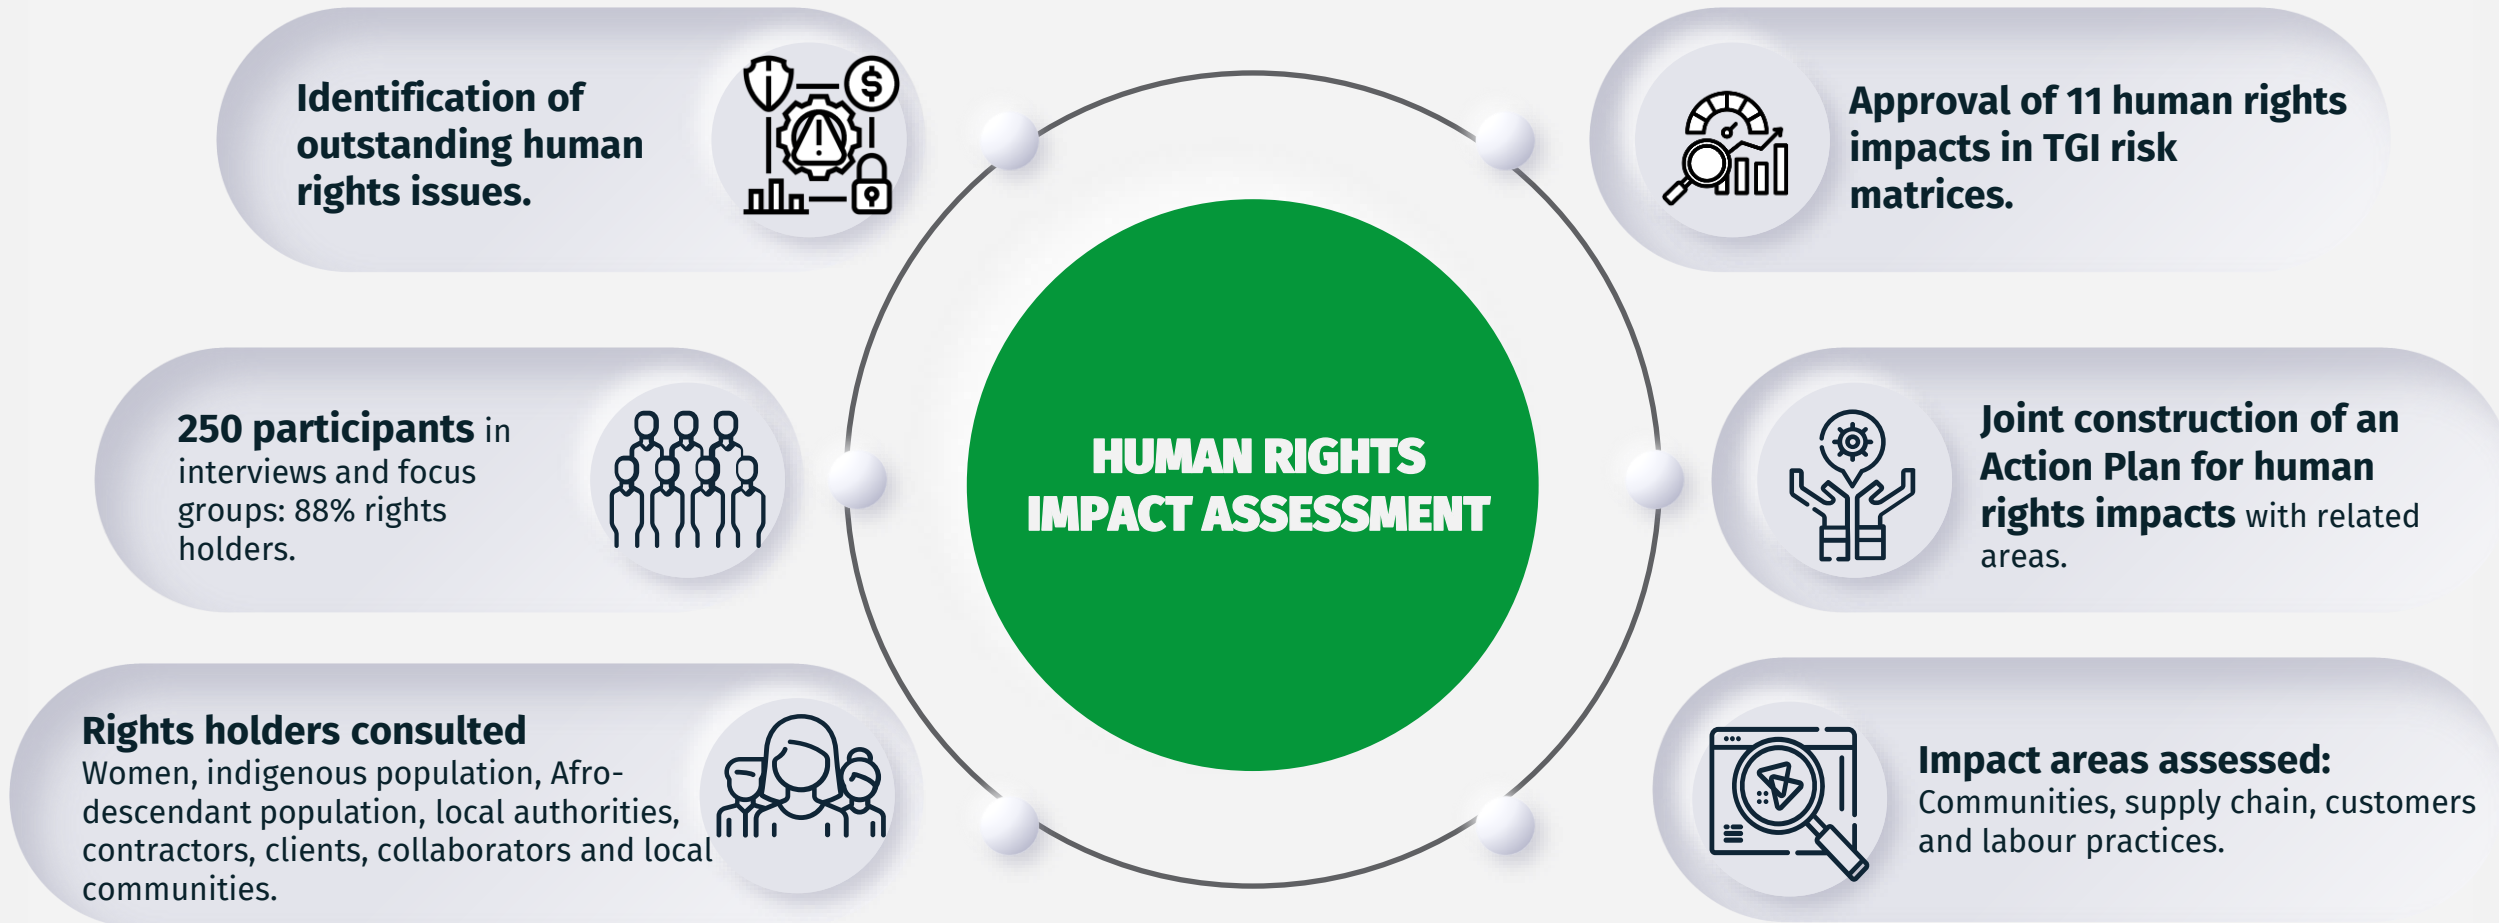 Identification of
outstanding human
rights issues.
250 participants in
interviews and focus
groups: 88% rights
holders.
Rights holders consulted
Women, indigenous population, Afro-
descendant population, local authorities,
contractors, clients, collaborators and local
communities.
HUMAN RIGHTS
IMPACT ASSESSMENT
Approval of 11 human rights
impacts in TGI risk
matrices.
Joint construction of an
Action Plan for human
rights impacts with related
areas.
Impact areas assessed:
Communities, supply chain, customers
and labour practices.